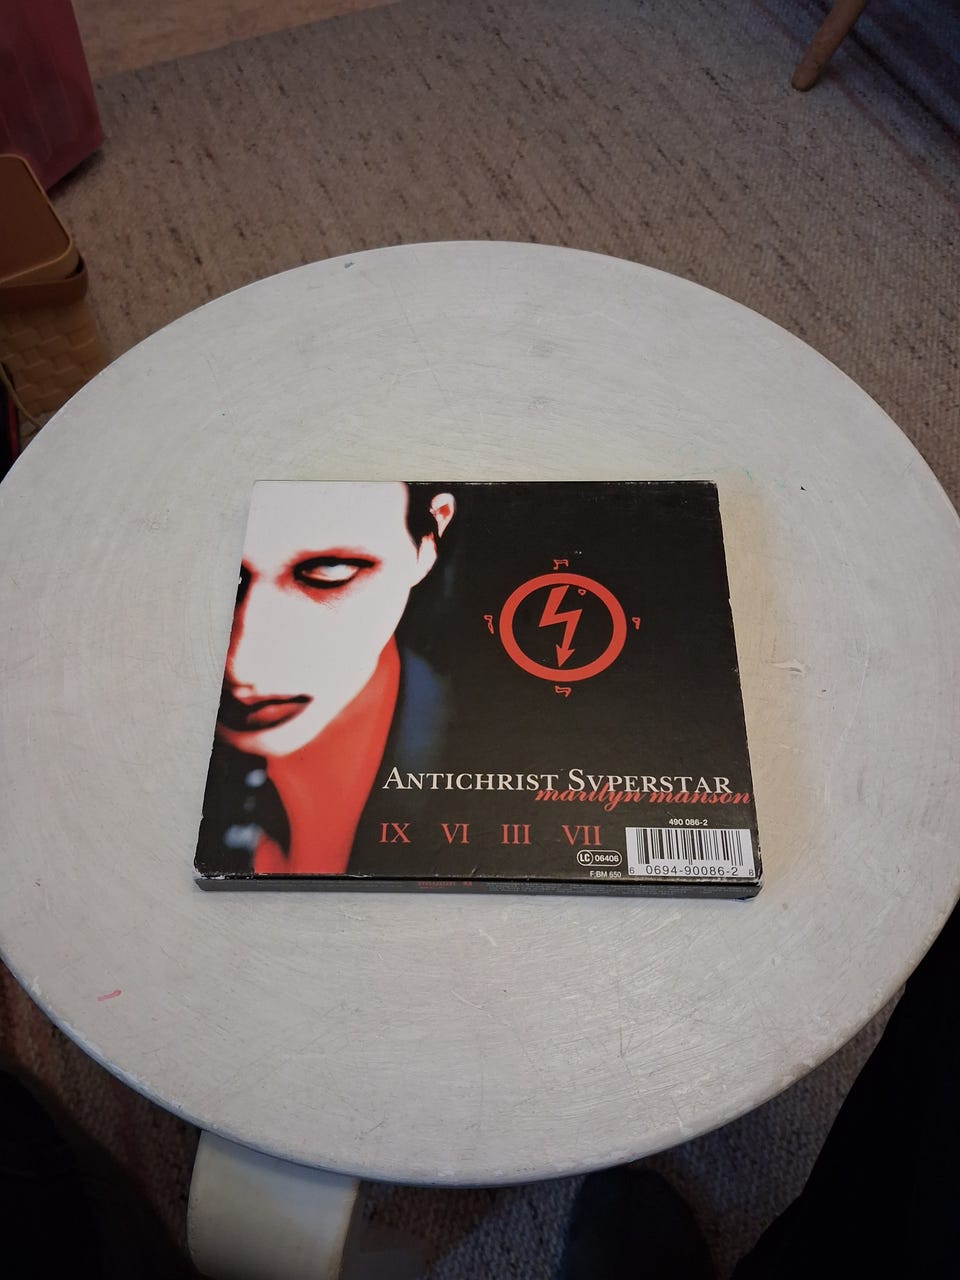 ANTICHRIST SVPERSTAR
marilyn manson
IX VI III VII
490 086-2
LC 06406
F:BM 650
6 0694-90086-2 8